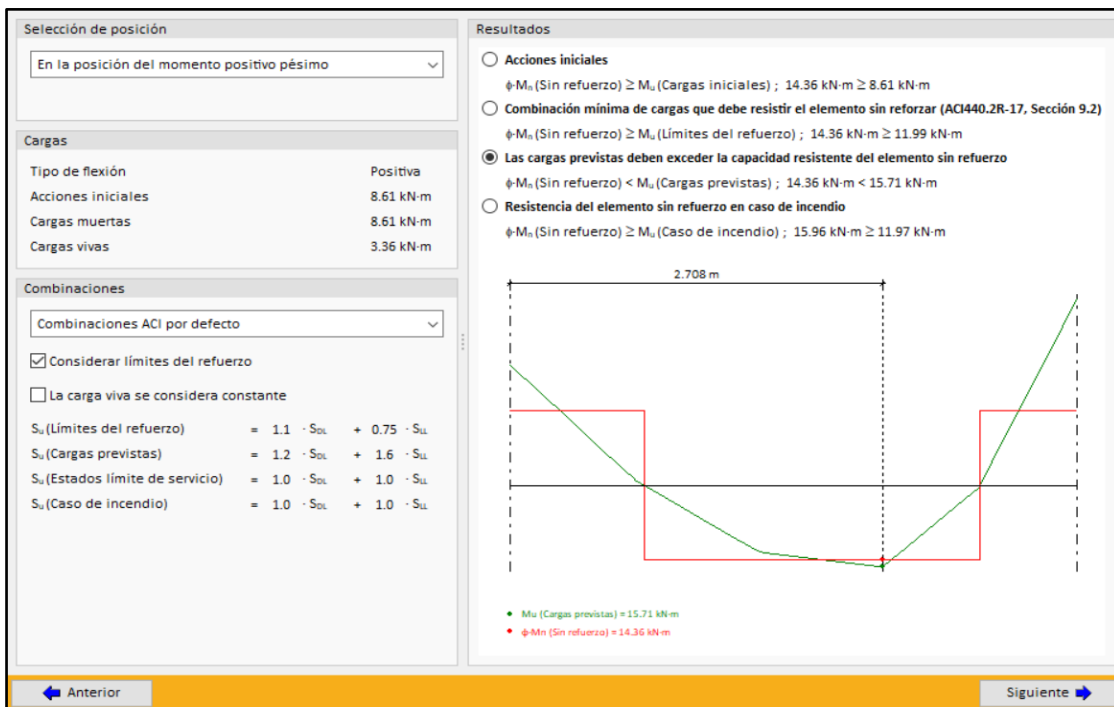 Selección de posición
En la posición del momento positivo pésimo
Cargas
Tipo de flexión Positiva
Acciones iniciales 8.61 kN·m
Cargas muertas 8.61 kN·m
Cargas vivas 3.36 kN·m
Combinaciones
Combinaciones ACI por defecto
Considerar límites del refuerzo
La carga viva se considera constante
Su (Límites del refuerzo) = 1.1 · SDL + 0.75 · SLL
Su (Cargas previstas) = 1.2 · SDL + 1.6 · SLL
Su (Estados límite de servicio) = 1.0 · SDL + 1.0 · SLL
Su (Caso de incendio) = 1.0 · SDL + 1.0 · SLL
Resultados
Acciones iniciales
ϕ·Mn (Sin refuerzo) ≥ Mu (Cargas iniciales) ; 14.36 kN·m ≥ 8.61 kN·m
Combinación mínima de cargas que debe resistir el elemento sin reforzar (ACI440.2R-17, Sección 9.2)
ϕ·Mn (Sin refuerzo) ≥ Mu (Límites del refuerzo) ; 14.36 kN·m ≥ 11.99 kN·m
Las cargas previstas deben exceder la capacidad resistente del elemento sin refuerzo
ϕ·Mn (Sin refuerzo) < Mu (Cargas previstas) ; 14.36 kN·m < 15.71 kN·m
Resistencia del elemento sin refuerzo en caso de incendio
ϕ·Mn (Sin refuerzo) ≥ Mu (Caso de incendio) ; 15.96 kN·m ≥ 11.97 kN·m
2.708 m
Mu (Cargas previstas) = 15.71 kN·m
ϕ·Mn (Sin refuerzo) = 14.36 kN·m
Anterior
Siguiente